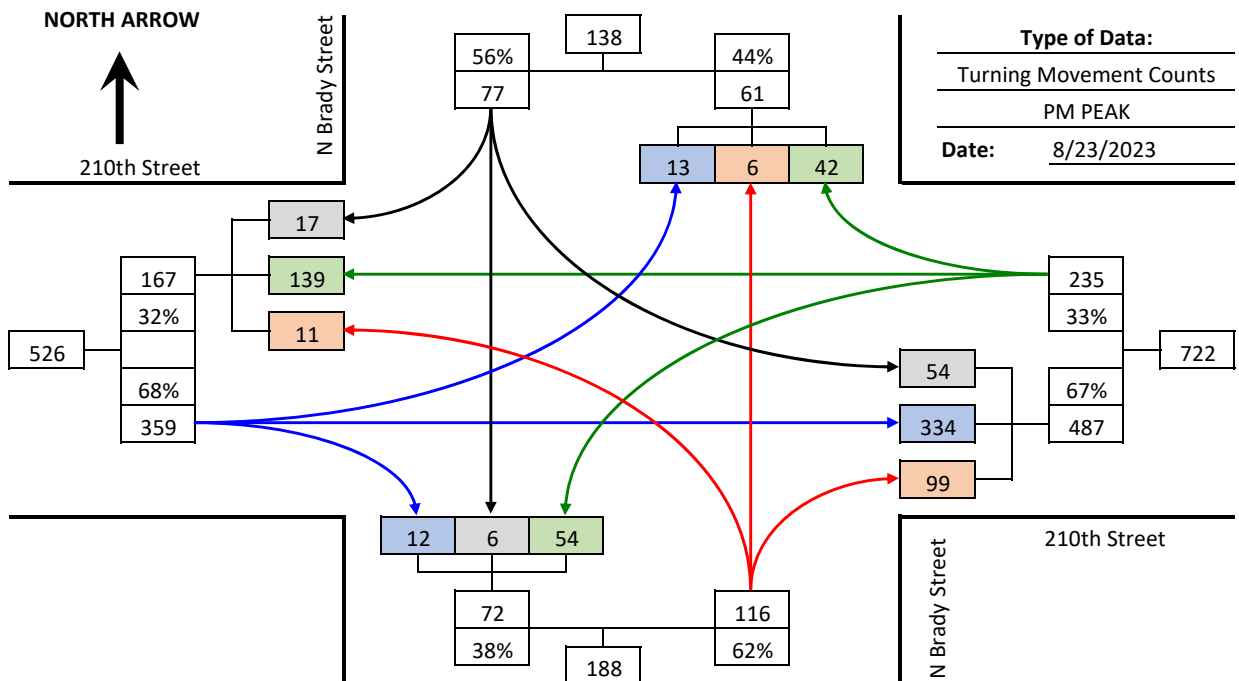 NORTH ARROW
N Brady Street
210th Street
138
56%
77
44%
61
Type of Data:
Turning Movement Counts
PM PEAK
Date: 8/23/2023
13 6 42
17
139
11
167
32%
68%
359
526
235
33%
67%
487
722
54
334
99
12 6 54
72
38%
188
116
62%
N Brady Street
210th Street